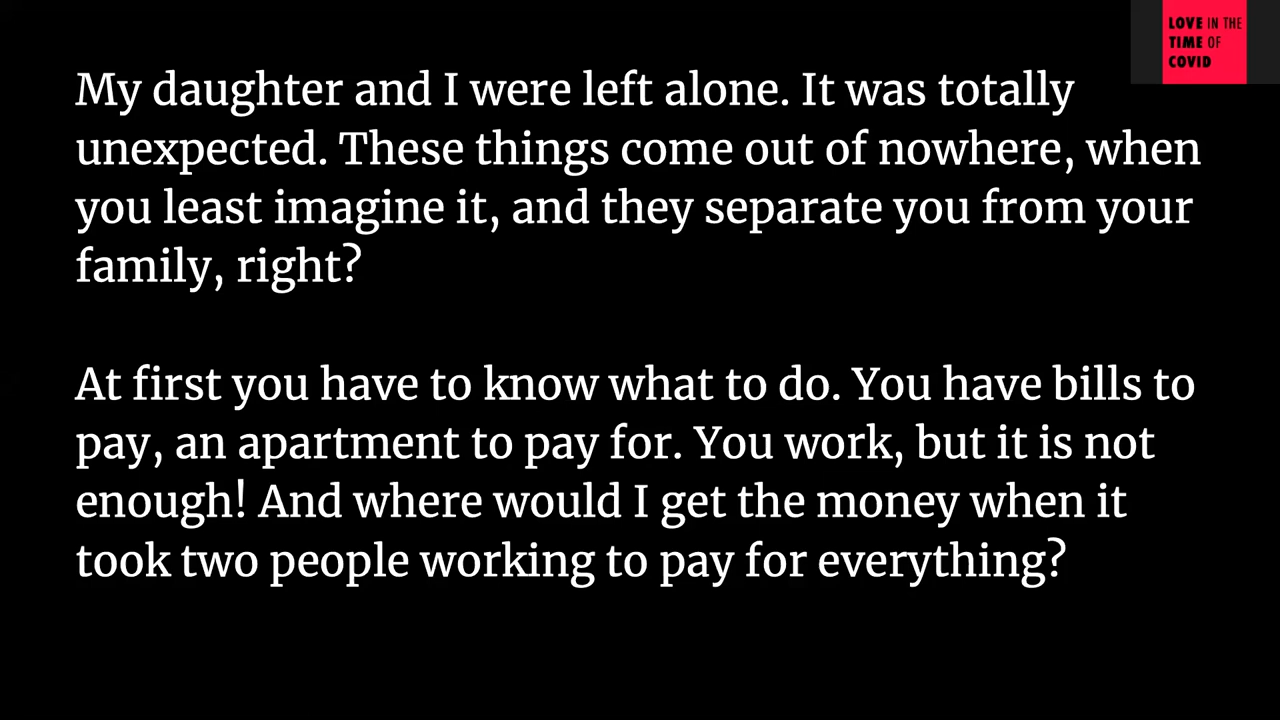 LOVE IN THE
TIME OF
COVID
My daughter and I were left alone. It was totally
unexpected. These things come out of nowhere, when
you least imagine it, and they separate you from your
family, right?
At first you have to know what to do. You have bills to
pay, an apartment to pay for. You work, but it is not
enough! And where would I get the money when it
took two people working to pay for everything?